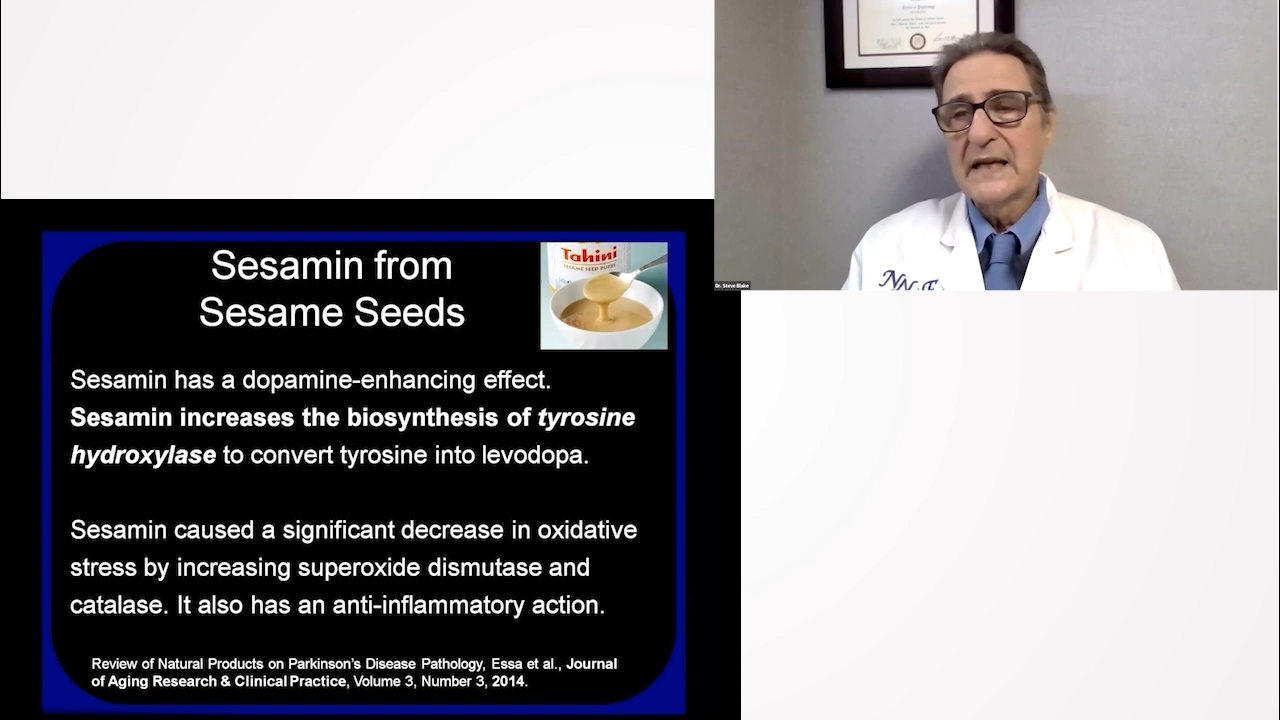 Sesamin from
Sesame Seeds
Tahini
Sesamin has a dopamine-enhancing effect.
Sesamin increases the biosynthesis of tyrosine
hydroxylase to convert tyrosine into levodopa.
Sesamin caused a significant decrease in oxidative
stress by increasing superoxide dismutase and
catalase. It also has an anti-inflammatory action.
Review of Natural Products on Parkinson's Disease Pathology, Essa et al., Journal
of Aging Research & Clinical Practice, Volume 3, Number 3, 2014.
Dr. Steve Blake